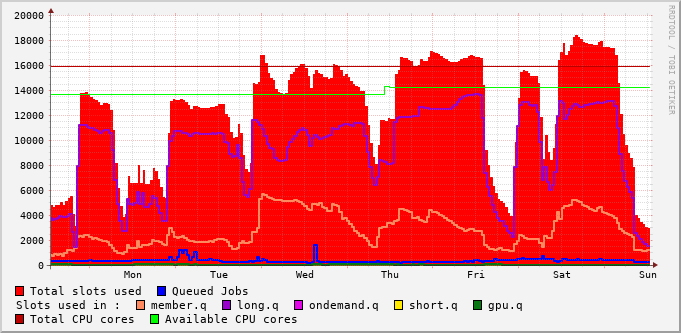 20000
18000
16000
14000
12000
10000
8000
6000
4000
2000
0
Mon Tue Wed Thu Fri Sat Sun
RRDTOOL / TOBI OETIKER
Total slots used Queued Jobs
Slots used in : member.q long.q ondemand.q short.q gpu.q
Total CPU cores Available CPU cores